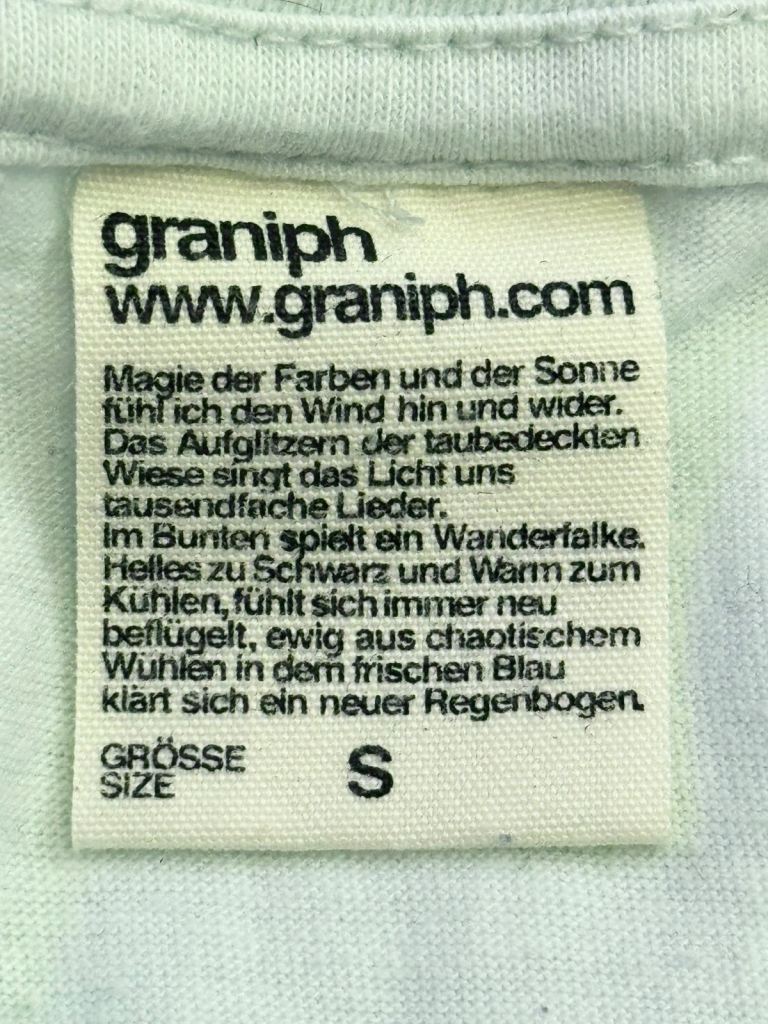 graniph
www.graniph.com
Magie der Farben und der Sonne
fühl ich den Wind hin und wider.
Das Aufglitzern der taubedeckten
Wiese singt das Licht uns
tausendfache Lieder.
Im Bunten spielt ein Wanderfalke.
Helles zu Schwarz und Warm zum
Kühlen, fühlt sich immer neu
beflügelt, ewig aus chaotischem
Wühlen in dem frischen Blau
klärt sich ein neuer Regenbogen.
GRÖSSE
SIZE S